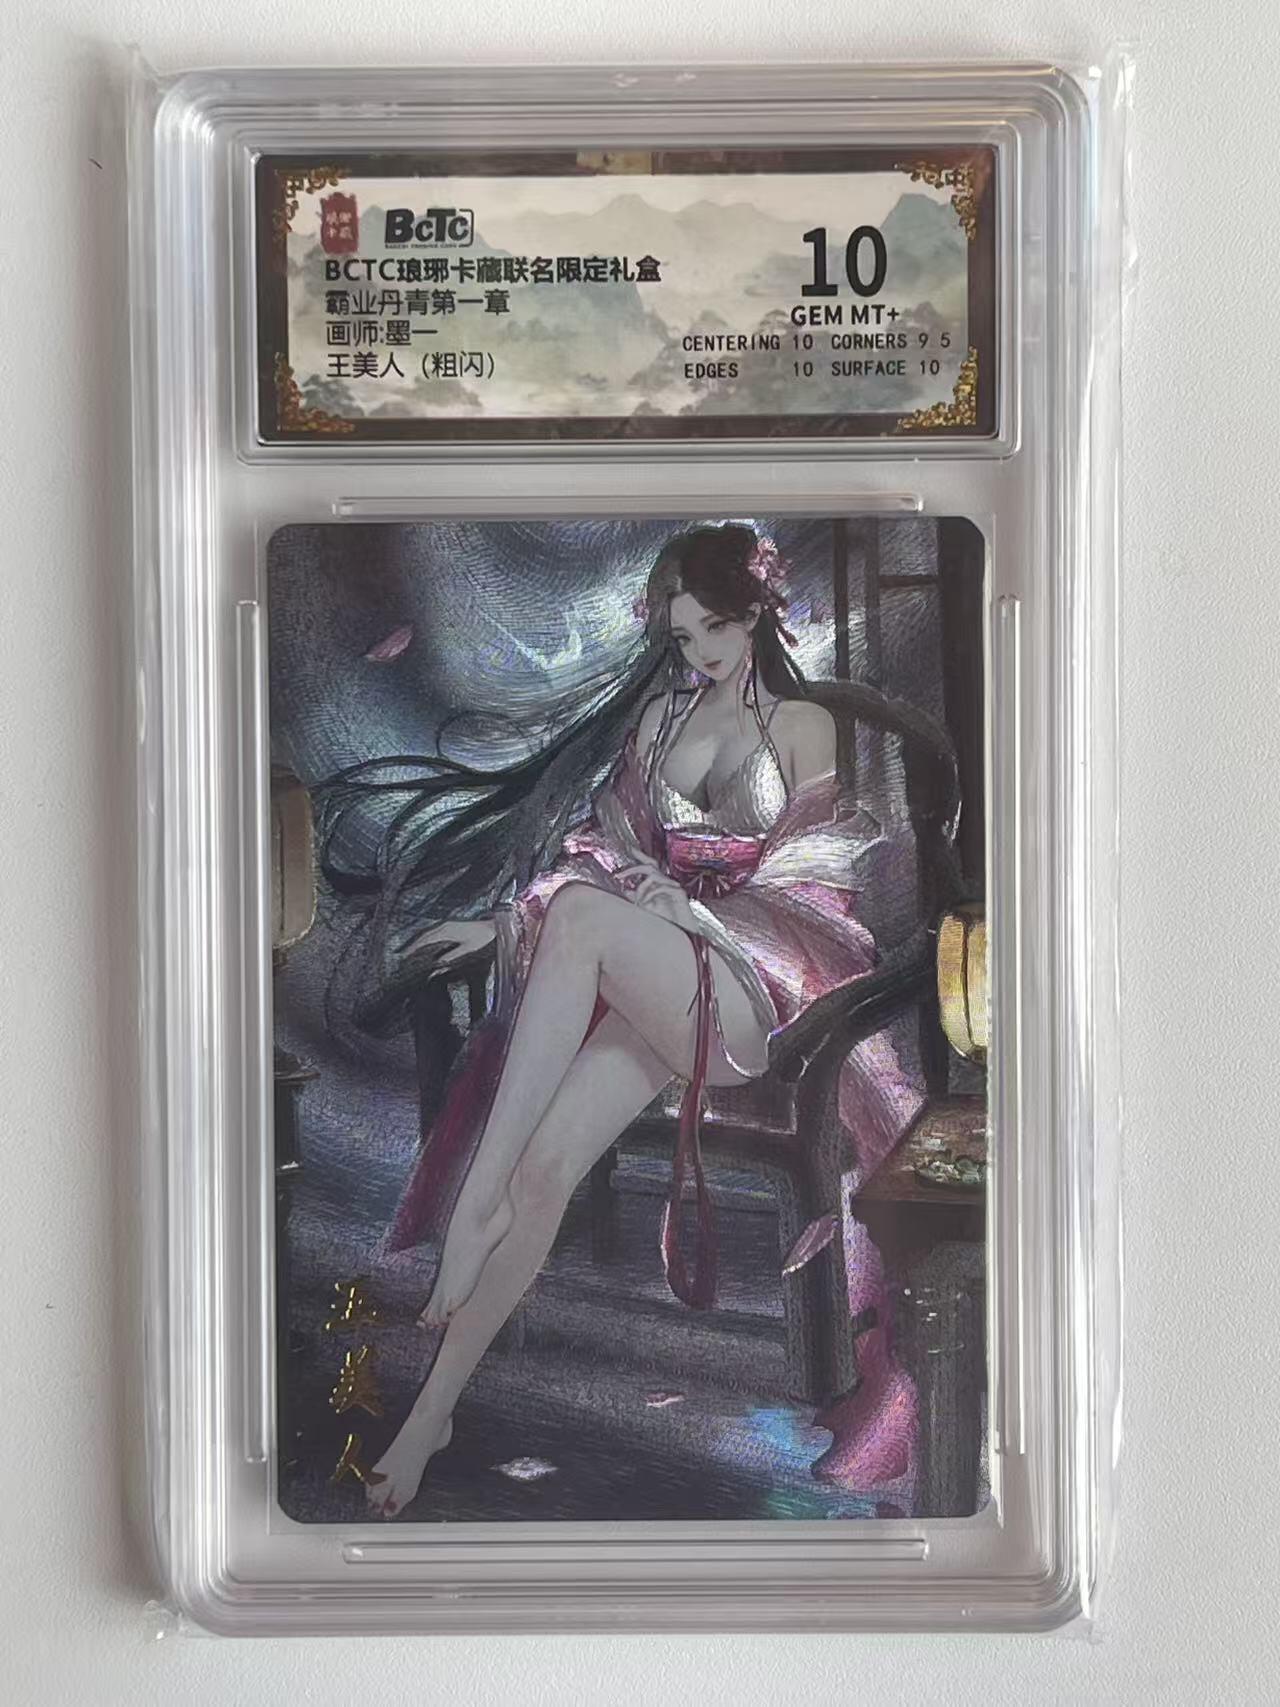 BCTC
BCTC琅琊卡藏联名限定礼盒
霸业丹青第一章
画师:墨一
王美人（粗闪）
10
GEM MT+
CENTERING 10 CORNERS 9.5
EDGES 10 SURFACE 10
王
美
人